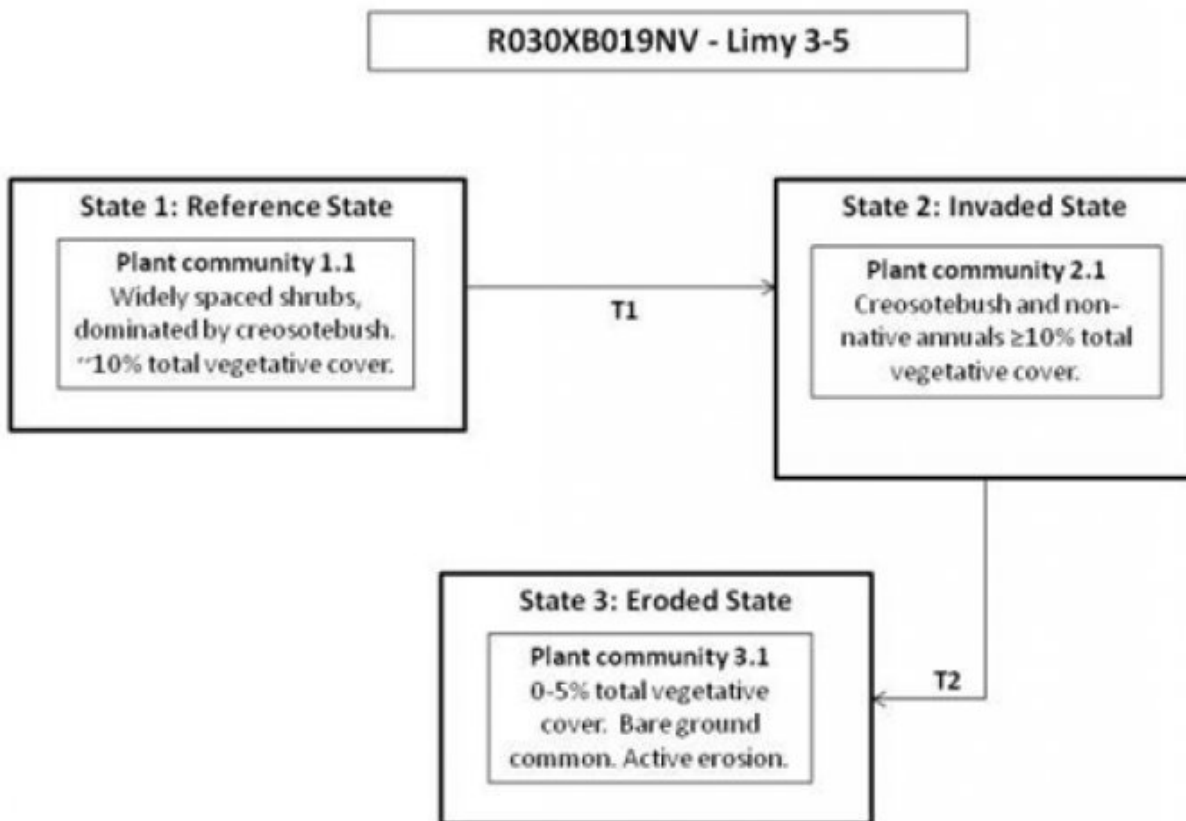 R030XB019NV - Limy 3-5
State 1: Reference State
Plant community 1.1
Widely spaced shrubs,
dominated by creosotebush.
~10% total vegetative cover.
T1
State 2: Invaded State
Plant community 2.1
Creosotebush and non-
native annuals ≥10% total
vegetative cover.
State 3: Eroded State
Plant community 3.1
0-5% total vegetative
cover. Bare ground
common. Active erosion.
T2